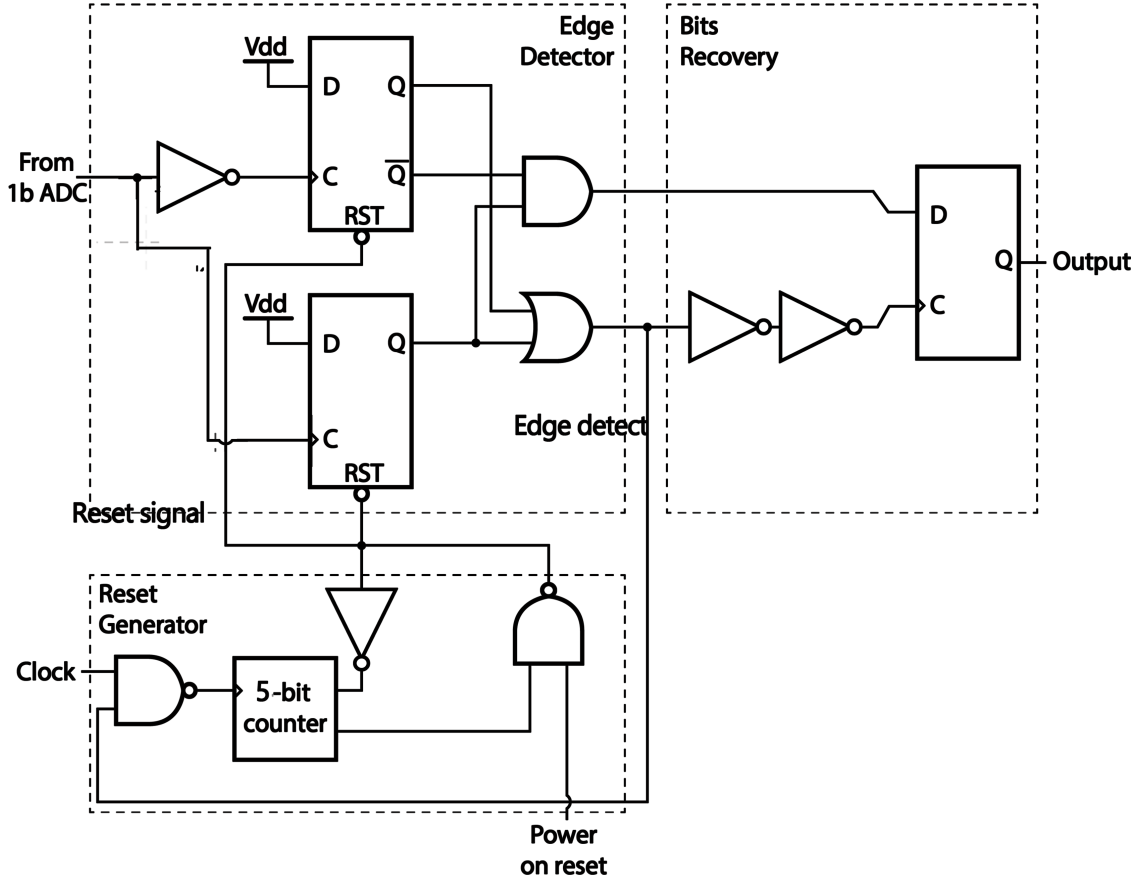 Edge
Detector
Bits
Recovery
Vdd
D
Q
From
1b ADC
C
Q̅
RST
D
Q
Output
C
Vdd
D
Q
C
RST
Edge detect
Reset signal
Reset
Generator
Clock
5-bit
counter
Power
on reset